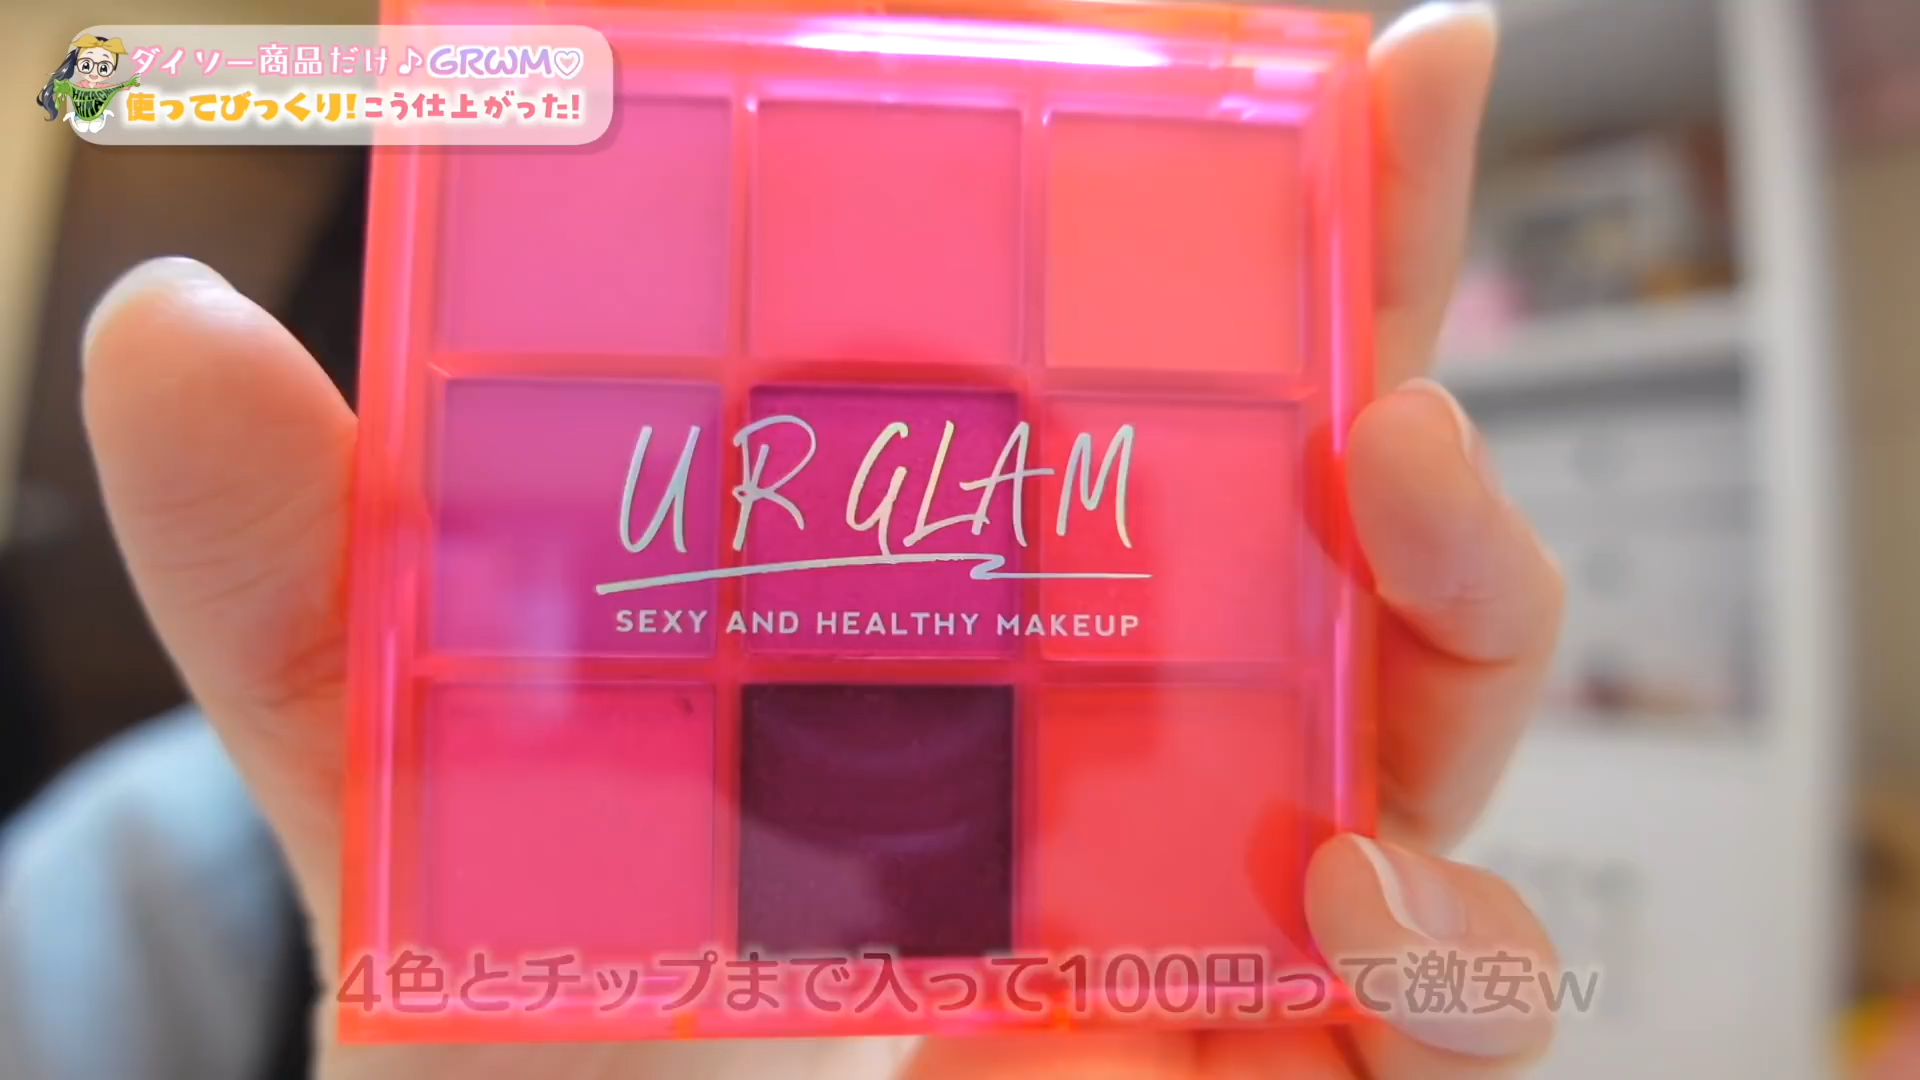 ダイソー商品だけ♪GRWM♡
使ってびっくり!こう仕上がった!
UR GLAM
SEXY AND HEALTHY MAKEUP
4色とチップまで入って100円って激安w